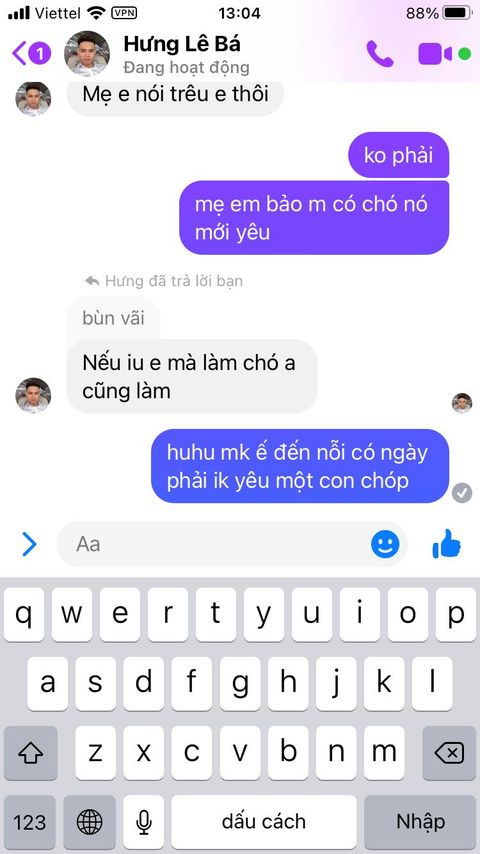 Viettel VPN 13:04 88%
1 Hưng Lê Bá
Đang hoạt động
Mẹ e nói trêu e thôi
ko phải
mẹ em bảo m có chó nó
mới yêu
Hưng đã trả lời bạn
bùn vãi
Nếu iu e mà làm chó a
cũng làm
huhu mk ế đến nỗi có ngày
phải ik yêu một con chóp
Aa
q w e r t y u i o p
a s d f g h j k l
z x c v b n m
123 dấu cách Nhập